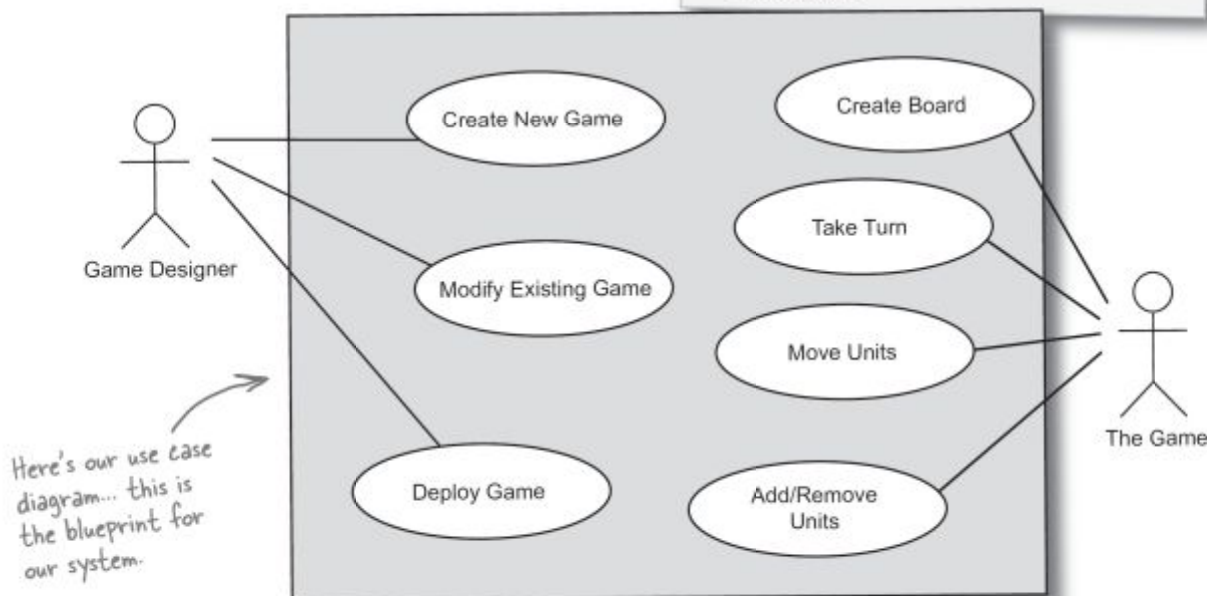 Create New Game
Create Board
Take Turn
Game Designer
Modify Existing Game
Move Units
The Game
Here's our use case
diagram... this is
the blueprint for
our system.
Deploy Game
Add/Remove
Units